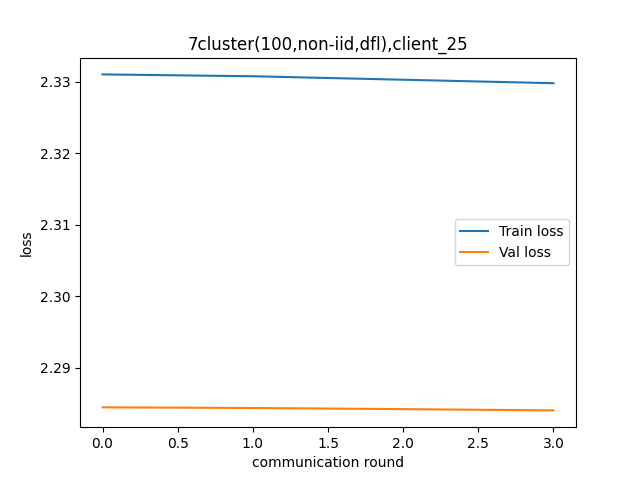 7cluster(100,non-iid,dfl),client_25
2.33
2.32
2.31
2.30
2.29
loss
Train loss
Val loss
0.0 0.5 1.0 1.5 2.0 2.5 3.0
communication round